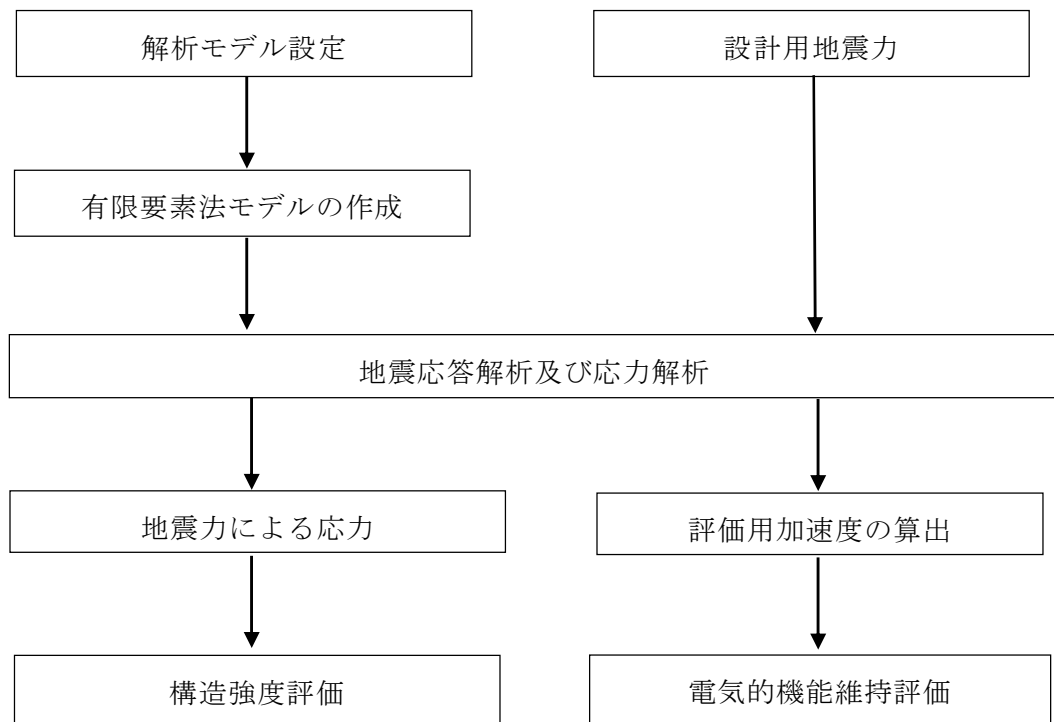 解析モデル設定
設計用地震力
有限要素法モデルの作成
地震応答解析及び応力解析
地震力による応力
評価用加速度の算出
構造強度評価
電気的機能維持評価